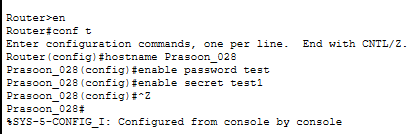 Router>en
Router#conf t
Enter configuration commands, one per line.  End with CNTL/Z.
Router(config)#hostname Prasoon_028
Prasoon_028(config)#enable password test
Prasoon_028(config)#enable secret test1
Prasoon_028(config)#^Z
Prasoon_028#
%SYS-5-CONFIG_I: Configured from console by console